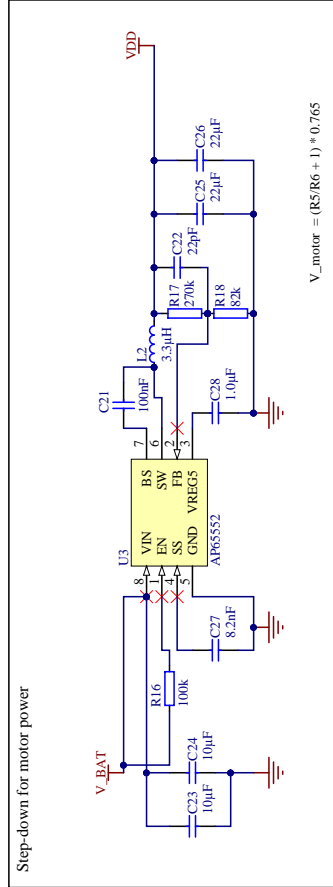 Step-down for motor power
V_BAT
VDD
C23
10µF
C24
10µF
R16
100k
C27
8.2nF
U3
8
1
4
5
VIN
EN
SS
GND
BS
SW
FB
VREG5
AP65552
7
6
2
3
C21
100nF
L2
3.3µH
C28
1.0µF
R17
270k
R18
82k
C22
22pF
C25
22µF
C26
22µF
V_motor = (R5/R6 + 1) * 0.765